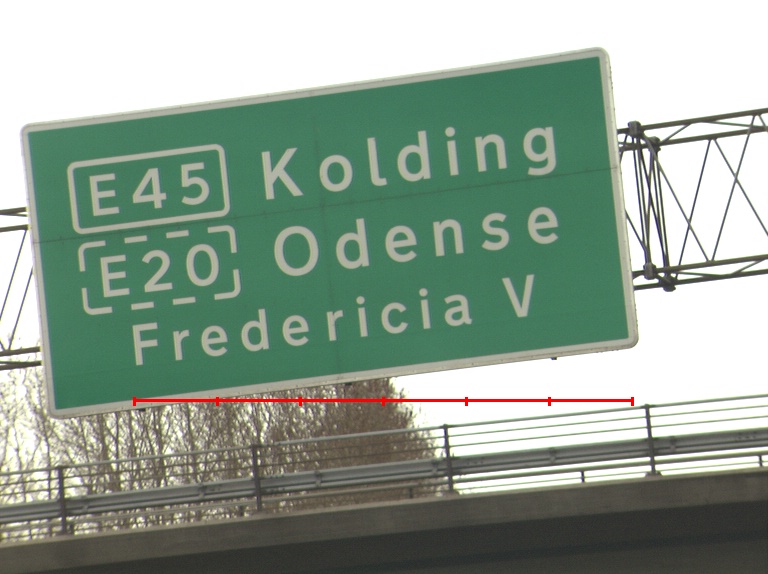 E45 Kolding
E20 Odense
Fredericia V